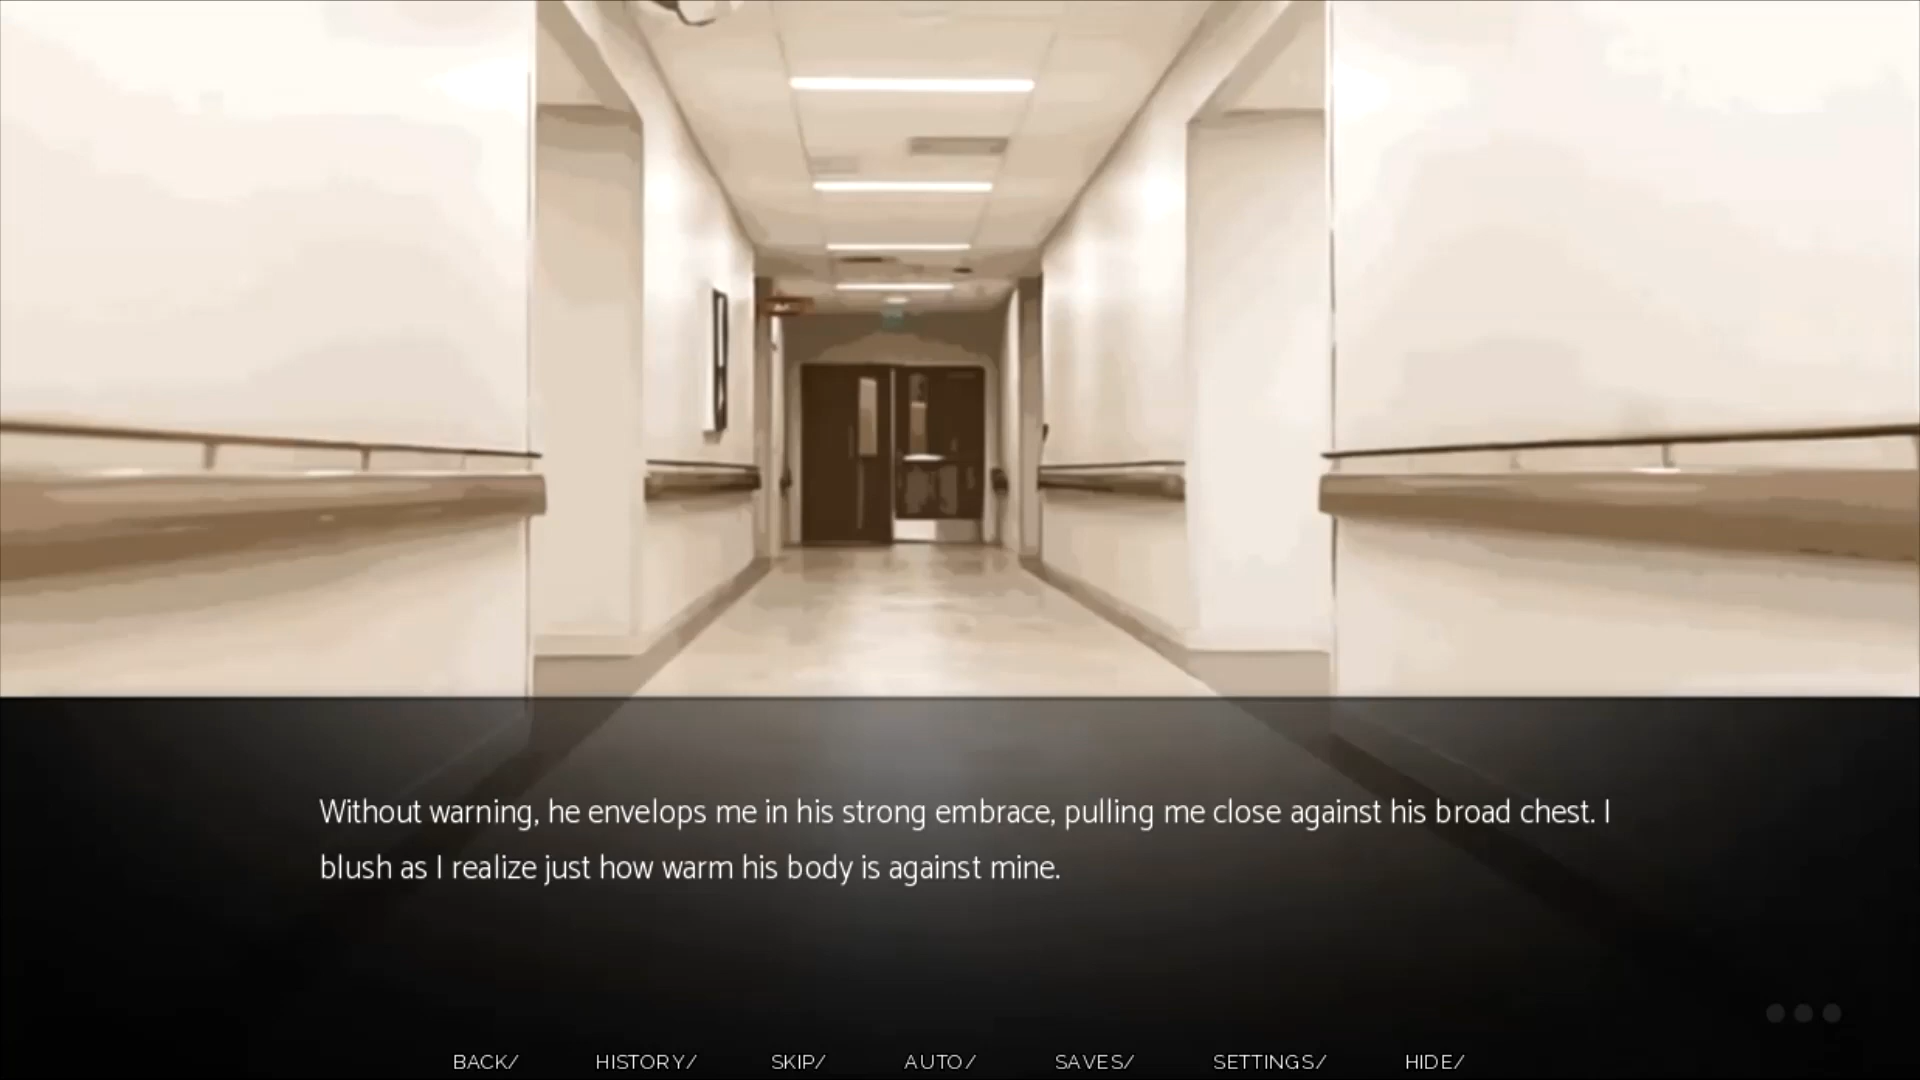 Without warning, he envelops me in his strong embrace, pulling me close against his broad chest. I
blush as I realize just how warm his body is against mine.
BACK/ HISTORY/ SKIP/ AUTO/ SAVES/ SETTINGS/ HIDE/